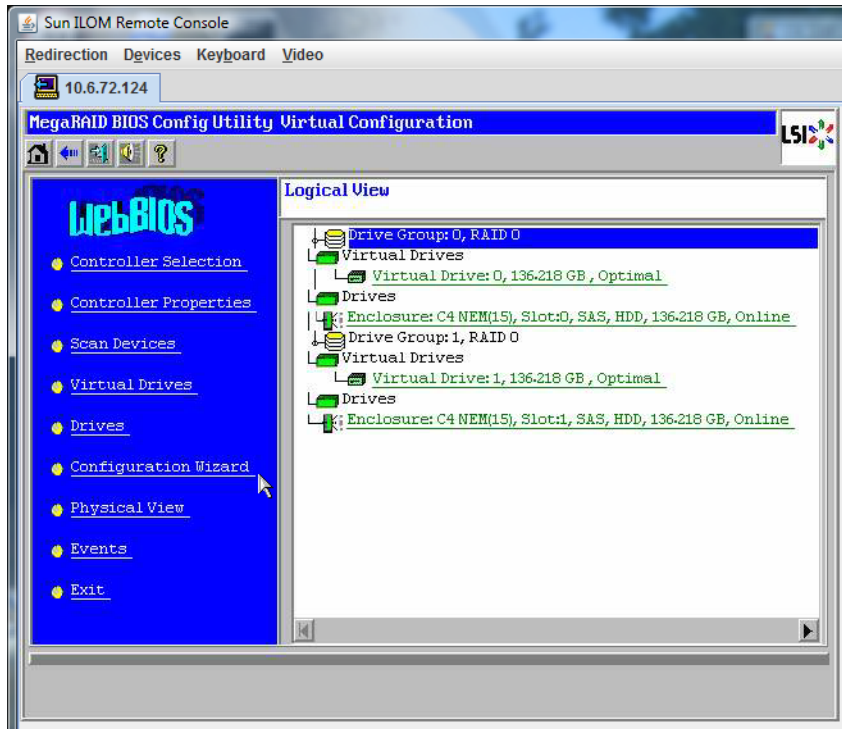 Sun ILOM Remote Console
Redirection Devices Keyboard Video
10.6.72.124
MegaRAID BIOS Config Utility Virtual Configuration
LSI
WebBIOS
Controller Selection
Controller Properties
Scan Devices
Virtual Drives
Drives
Configuration Wizard
Physical View
Events
Exit
Logical View
Drive Group: 0, RAID 0
Virtual Drives
Virtual Drive: 0, 136.218 GB , Optimal
Drives
Enclosure: C4 NEM(15), Slot:0, SAS, HDD, 136.218 GB, Online
Drive Group: 1, RAID 0
Virtual Drives
Virtual Drive: 1, 136.218 GB , Optimal
Drives
Enclosure: C4 NEM(15), Slot:1, SAS, HDD, 136.218 GB, Online